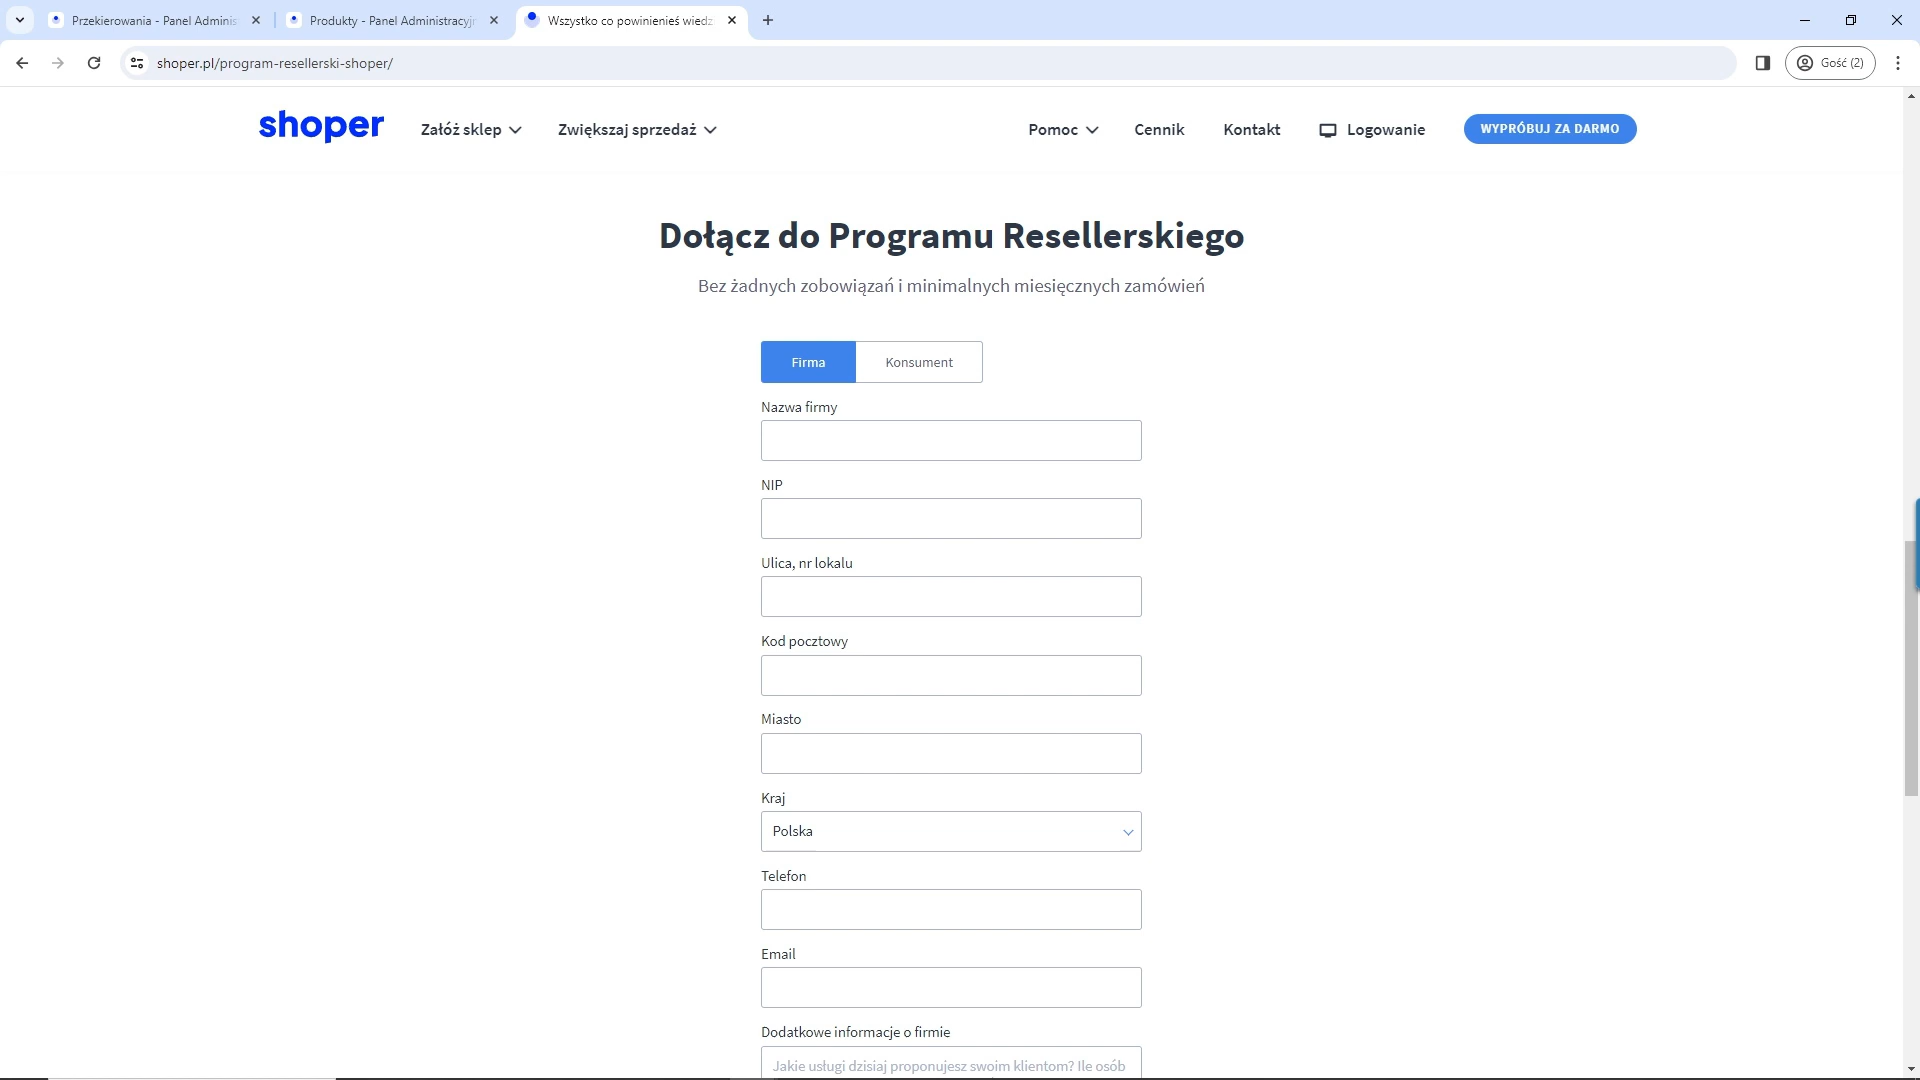 Przekierowania - Panel Adminis
Produkty - Panel Administracyjn
Wszystko co powinienieś wiedz
shoper.pl/program-resellerski-shoper/
Gość (2)
shoper
Załóż sklep
Zwiększaj sprzedaż
Pomoc
Cennik
Kontakt
Logowanie
WYPRÓBUJ ZA DARMO
Dołącz do Programu Resellerskiego
Bez żadnych zobowiązań i minimalnych miesięcznych zamówień
Firma
Konsument
Nazwa firmy
NIP
Ulica, nr lokalu
Kod pocztowy
Miasto
Kraj
Polska
Telefon
Email
Dodatkowe informacje o firmie
Jakie usługi dzisiaj proponujesz swoim klientom? Ile osób